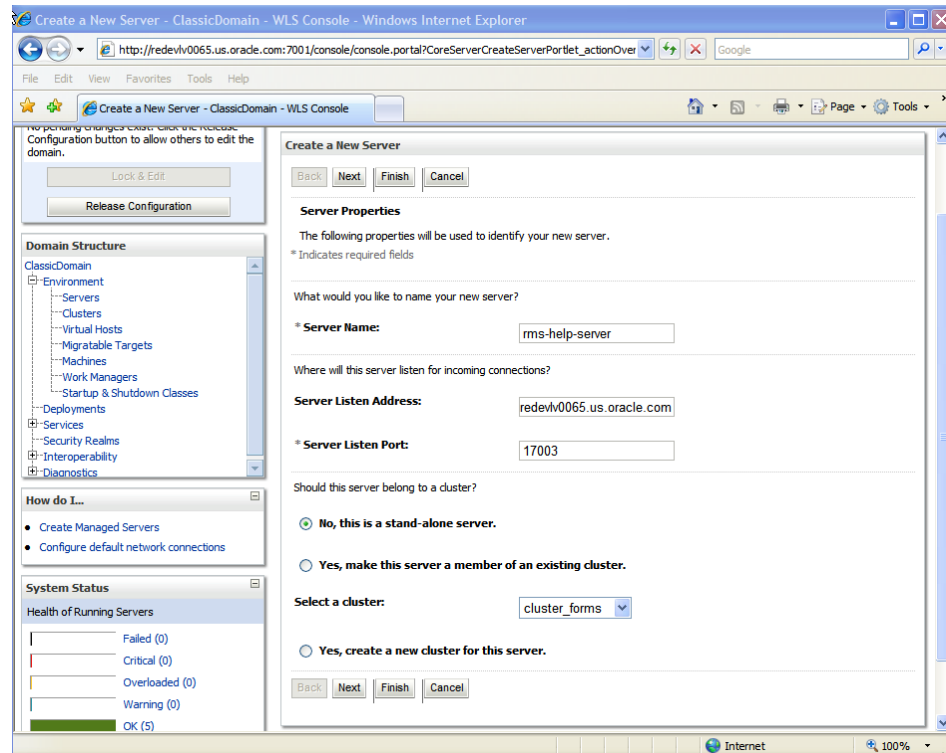 Create a New Server - ClassicDomain - WLS Console - Windows Internet Explorer
http://redevlv0065.us.oracle.com:7001/console/console.portal?CoreServerCreateServerPortlet_actionOver
Google
File Edit View Favorites Tools Help
Create a New Server - ClassicDomain - WLS Console
Page Tools
No pending changes exist. Click the Release
Configuration button to allow others to edit the
domain.
Lock & Edit
Release Configuration
Domain Structure
ClassicDomain
Environment
Servers
Clusters
Virtual Hosts
Migratable Targets
Machines
Work Managers
Startup & Shutdown Classes
Deployments
Services
Security Realms
Interoperability
Diagnostics
How do I...
Create Managed Servers
Configure default network connections
System Status
Health of Running Servers
Failed (0)
Critical (0)
Overloaded (0)
Warning (0)
OK (5)
Create a New Server
Back Next Finish Cancel
Server Properties
The following properties will be used to identify your new server.
* Indicates required fields
What would you like to name your new server?
* Server Name: rms-help-server
Where will this server listen for incoming connections?
Server Listen Address: redevlv0065.us.oracle.com
* Server Listen Port: 17003
Should this server belong to a cluster?
No, this is a stand-alone server.
Yes, make this server a member of an existing cluster.
Select a cluster: cluster_forms
Yes, create a new cluster for this server.
Back Next Finish Cancel
Internet 100%